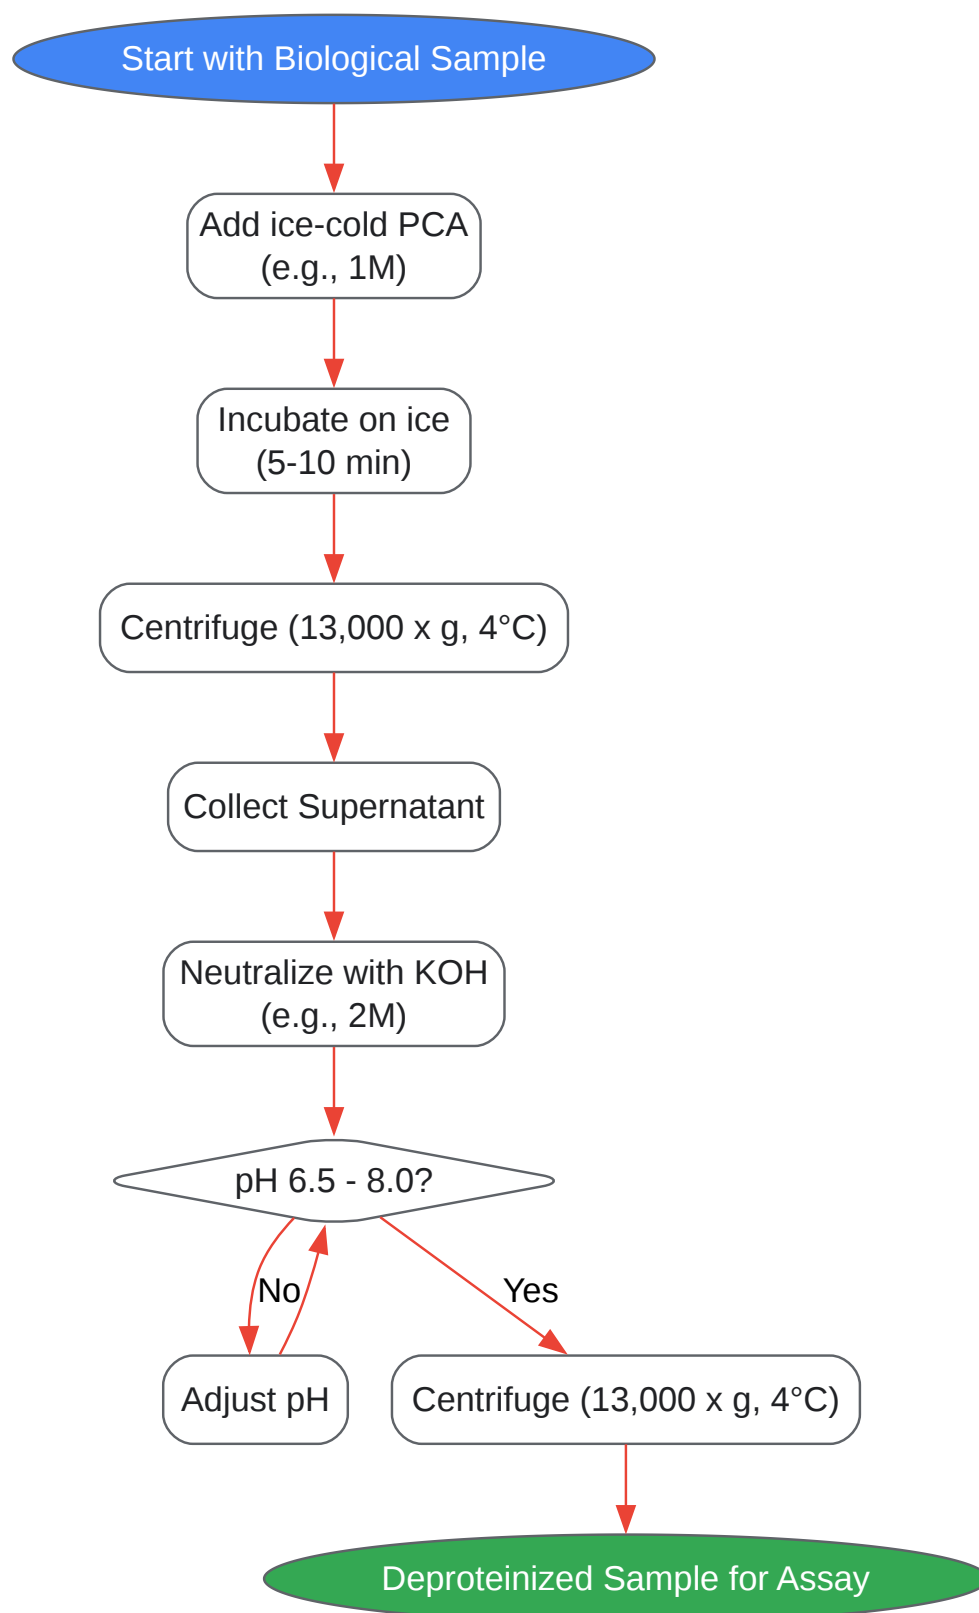 Start with Biological Sample
Add ice-cold PCA
(e.g., 1M)
Incubate on ice
(5-10 min)
Centrifuge (13,000 x g, 4°C)
Collect Supernatant
Neutralize with KOH
(e.g., 2M)
pH 6.5 - 8.0?
No
Yes
Adjust pH
Centrifuge (13,000 x g, 4°C)
Deproteinized Sample for Assay